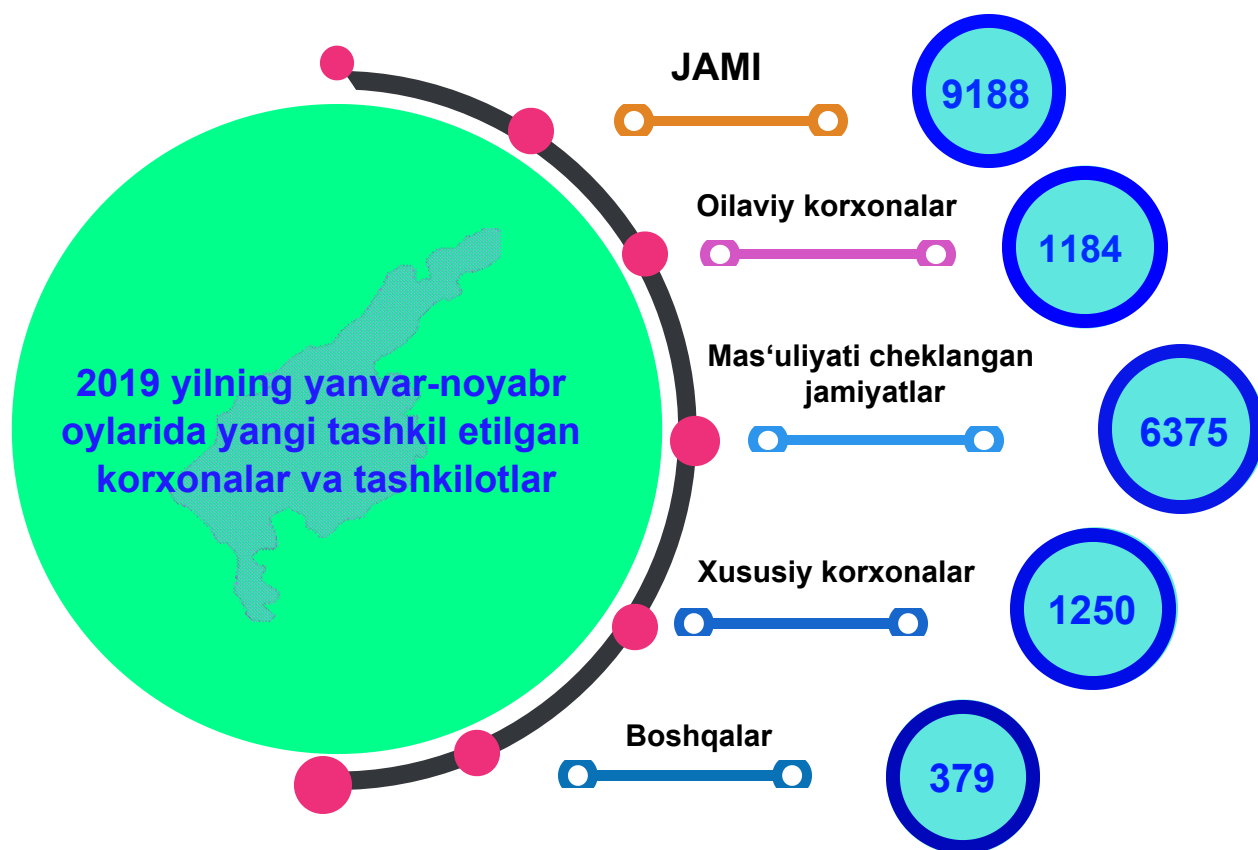 2019 yilning yanvar-noyabr
oylarida yangi tashkil etilgan
korxonalar va tashkilotlar
JAMI
9188
Oilaviy korxonalar
1184
Mas‘uliyati cheklangan
jamiyatlar
6375
Xususiy korxonalar
1250
Boshqalar
379